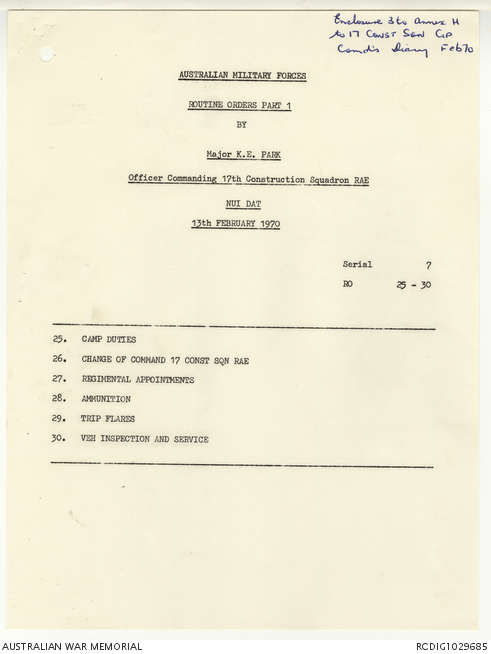 Enclosure 3 to Annex H
to 17 Const Sqn Gp
Comd's Diary Feb 70
AUSTRALIAN MILITARY FORCES
ROUTINE ORDERS PART 1
BY
Major K.E. PARK
Officer Commanding 17th Construction Squadron RAE
NUI DAT
13th FEBRUARY 1970
Serial 7
RO 25 - 30
25. CAMP DUTIES
26. CHANGE OF COMMAND 17 CONST SQN RAE
27. REGIMENTAL APPOINTMENTS
28. AMMUNITION
29. TRIP FLARES
30. VEH INSPECTION AND SERVICE
AUSTRALIAN WAR MEMORIAL RCDIG1029685